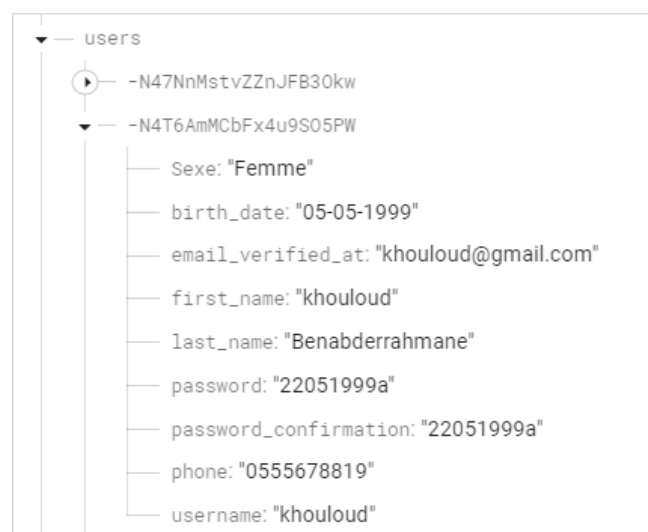 users
-N47NnMstvZZnJFB3Okw
-N4T6AmMCbFx4u9SO5PW
Sexe: "Femme"
birth_date: "05-05-1999"
email_verified_at: "khouloud@gmail.com"
first_name: "khouloud"
last_name: "Benabderrahmane"
password: "22051999a"
password_confirmation: "22051999a"
phone: "0555678819"
username: "khouloud"